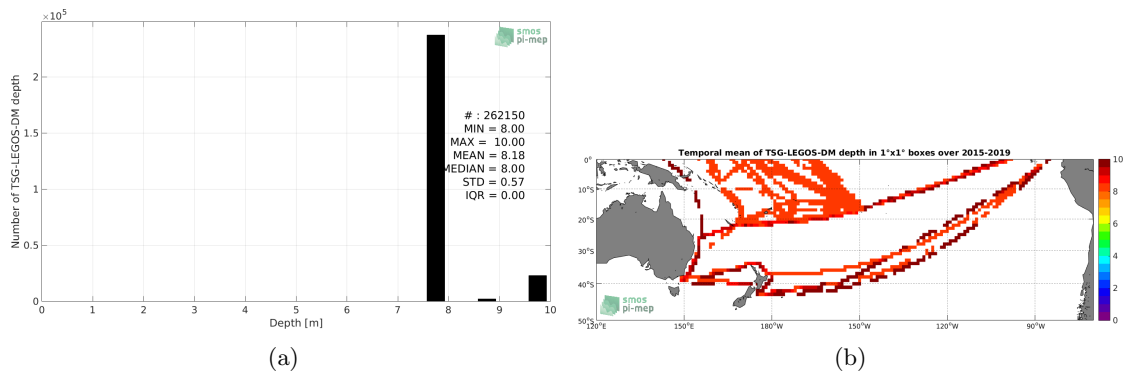 ×10⁵
smos
pi-mep
Number of TSG-LEGOS-DM depth
2
1.5
1
0.5
0
# : 262150
MIN = 8.00
MAX = 10.00
MEAN = 8.18
MEDIAN = 8.00
STD = 0.57
IQR = 0.00
0 1 2 3 4 5 6 7 8 9 10
Depth [m]
(a)
Temporal mean of TSG-LEGOS-DM depth in 1°x1° boxes over 2015-2019
0°
10°S
20°S
30°S
40°S
50°S
120°E 150°E 180°W 150°W 120°W 90°W
10
8
6
4
2
0
smos
pi-mep
(b)